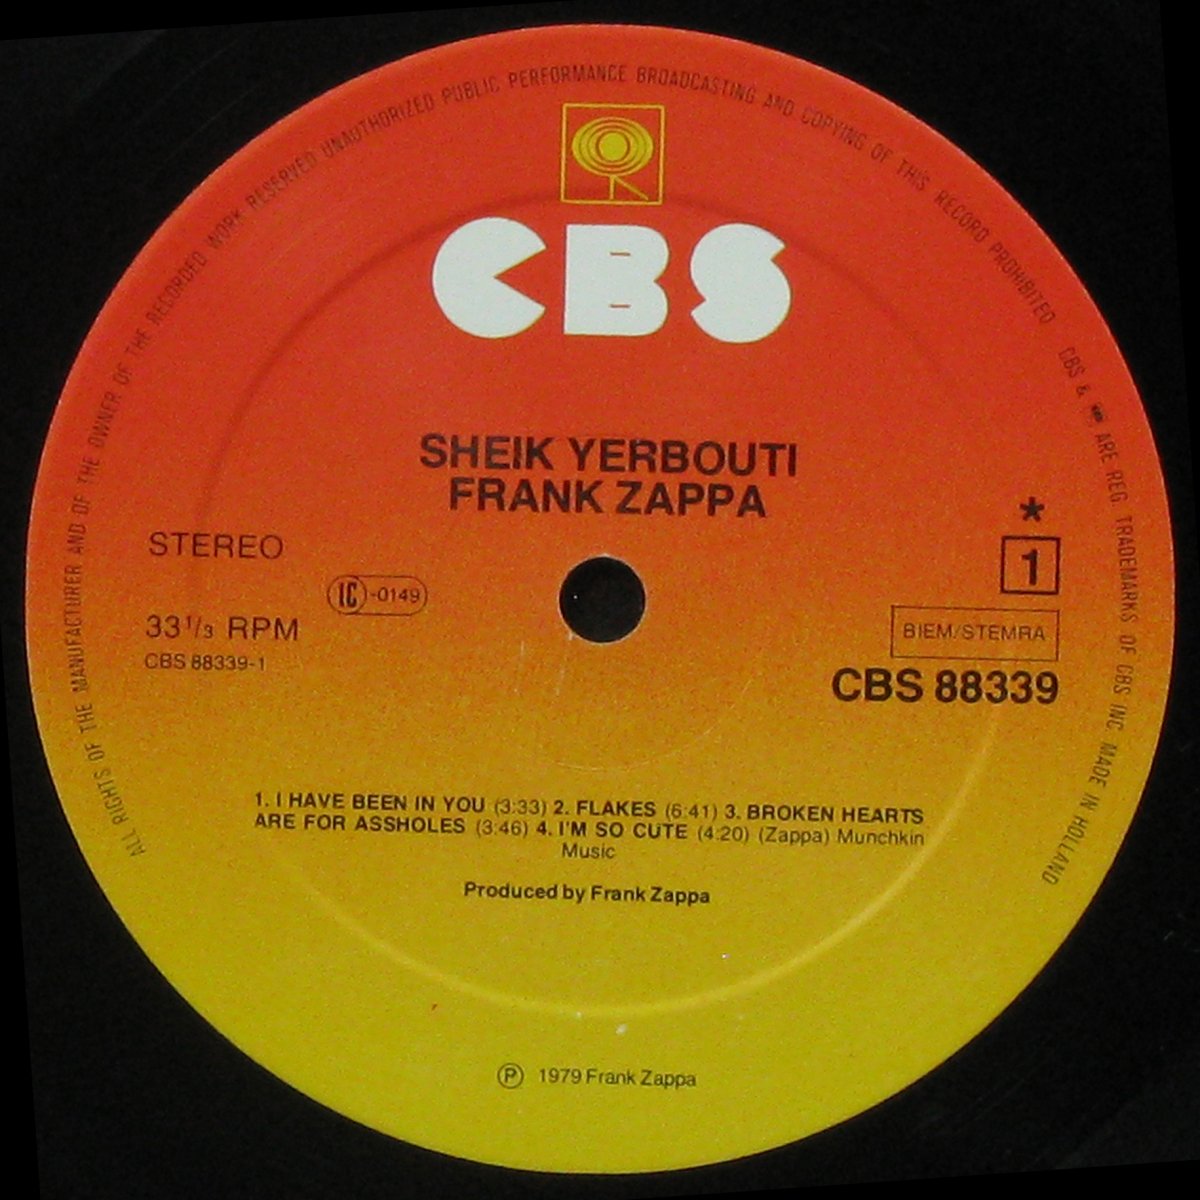 ALL RIGHTS OF THE MANUFACTURER AND OF THE OWNER OF THE RECORDED WORK RESERVED UNAUTHORIZED PUBLIC PERFORMANCE BROADCASTING AND COPYING OF THIS RECORD PROHIBITED
CBS & ARE REG TRADEMARKS OF CBS INC MADE IN HOLLAND
CBS
SHEIK YERBOUTI
FRANK ZAPPA
STEREO
IC-0149
33 1/3 RPM
CBS 88339-1
*
1
BIEM/STEMRA
CBS 88339
1. I HAVE BEEN IN YOU (3:33) 2. FLAKES (6:41) 3. BROKEN HEARTS
ARE FOR ASSHOLES (3:46) 4. I'M SO CUTE (4:20) (Zappa) Munchkin
Music
Produced by Frank Zappa
Ⓟ 1979 Frank Zappa